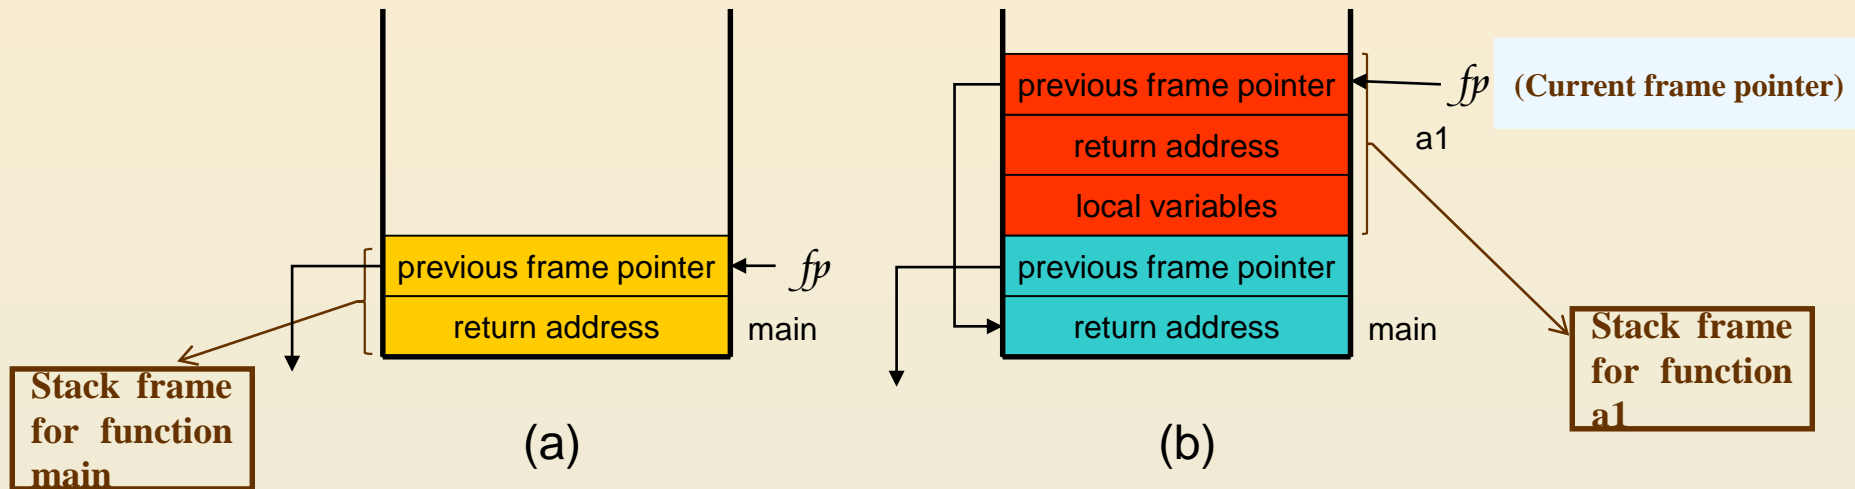 previous frame pointer
fp
return address
main
Stack frame
for function
main
(a)
previous frame pointer
fp (Current frame pointer)
return address
a1
local variables
previous frame pointer
return address
main
Stack frame
for function
a1
(b)